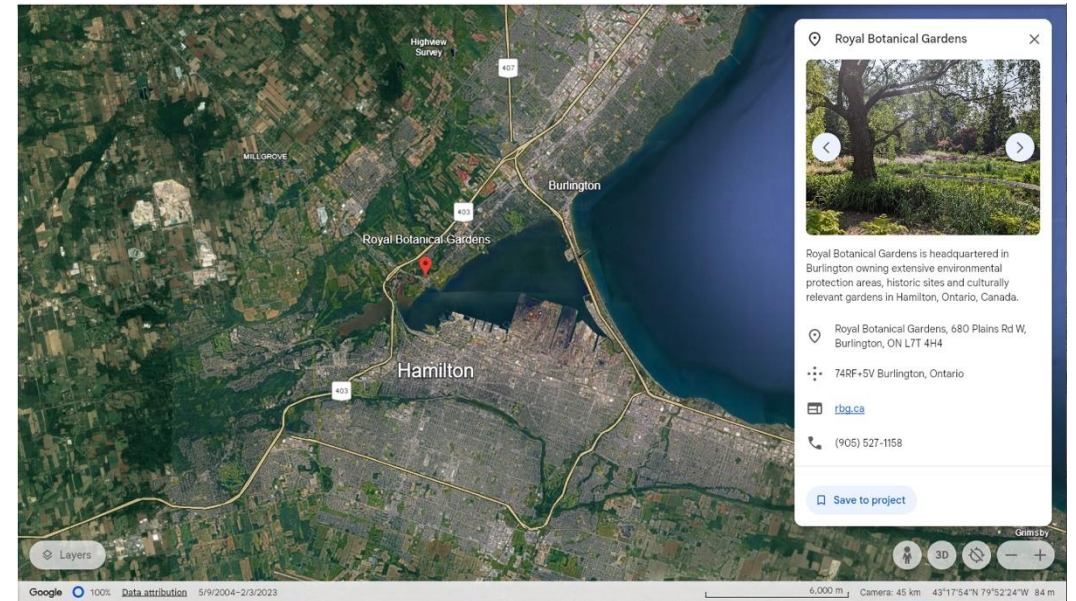 Highview
Survey
407
MILLGROVE
Burlington
403
Royal Botanical Gardens
Hamilton
403
Grimsby
Royal Botanical Gardens
Royal Botanical Gardens is headquartered in
Burlington owning extensive environmental
protection areas, historic sites and culturally
relevant gardens in Hamilton, Ontario, Canada.
Royal Botanical Gardens, 680 Plains Rd W,
Burlington, ON L7T 4H4
74RF+5V Burlington, Ontario
rbg.ca
(905) 527-1158
Save to project
Layers
3D
Google 100% Data attribution 5/9/2004–2/3/2023 6,000 m Camera: 45 km 43°17'54"N 79°52'24"W 84 m